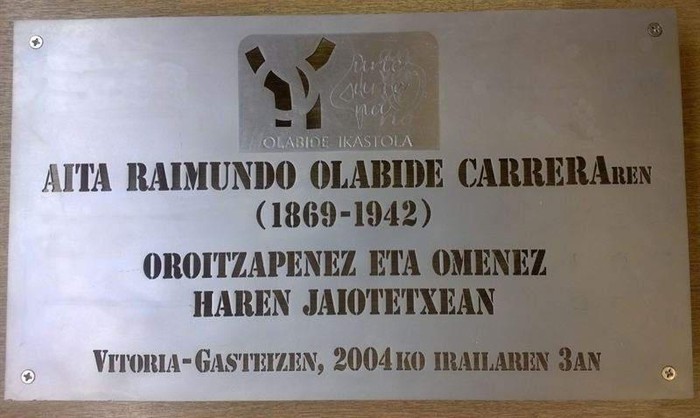 OLABIDE IKASTOLA
AITA RAIMUNDO OLABIDE CARRERAREN
(1869-1942)
OROITZAPENEZ ETA OMENEZ
HAREN JAIOTETXEAN
VITORIA-GASTEIZEN, 2004KO IRAILAREN 3AN